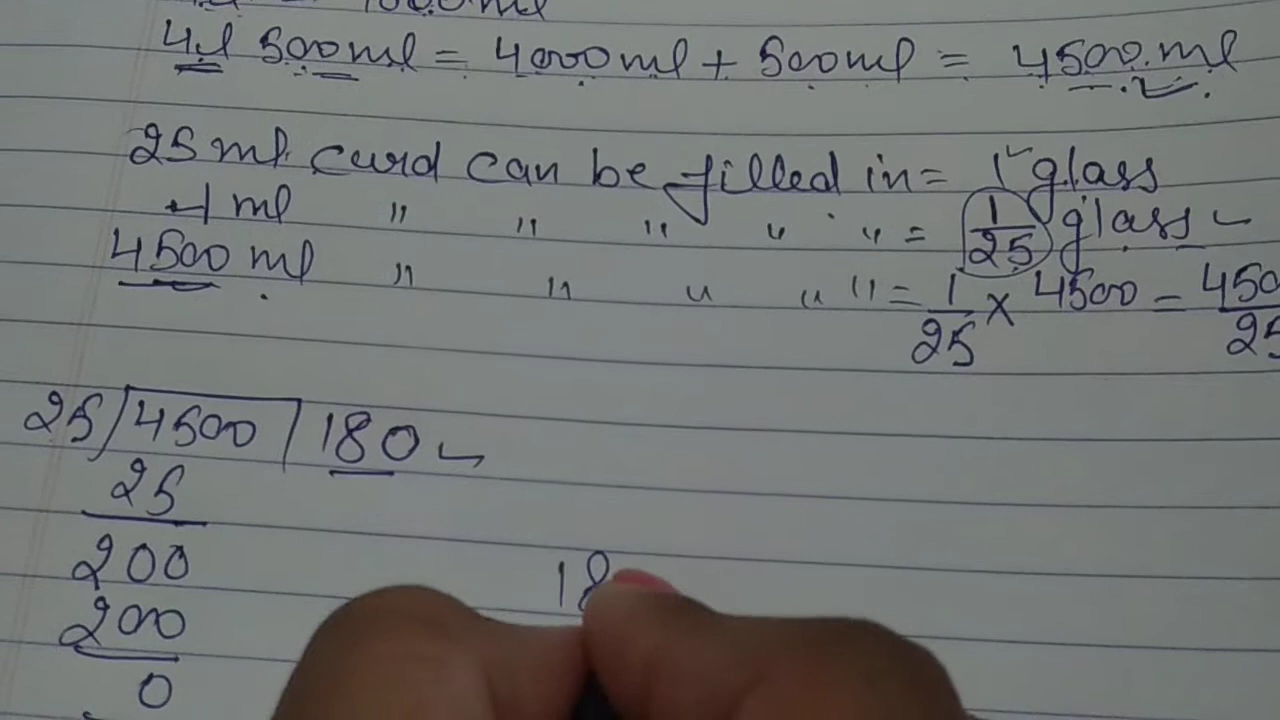 = 1000ml
4l 500ml = 4000ml + 500ml = 4500ml
25ml curd can be filled in = 1 glass
1ml " " " " " = 1/25 glass
4500ml " " " " " = 1/25 × 4500 = 450 / 25
25)4500(180
25
200
200
0
18